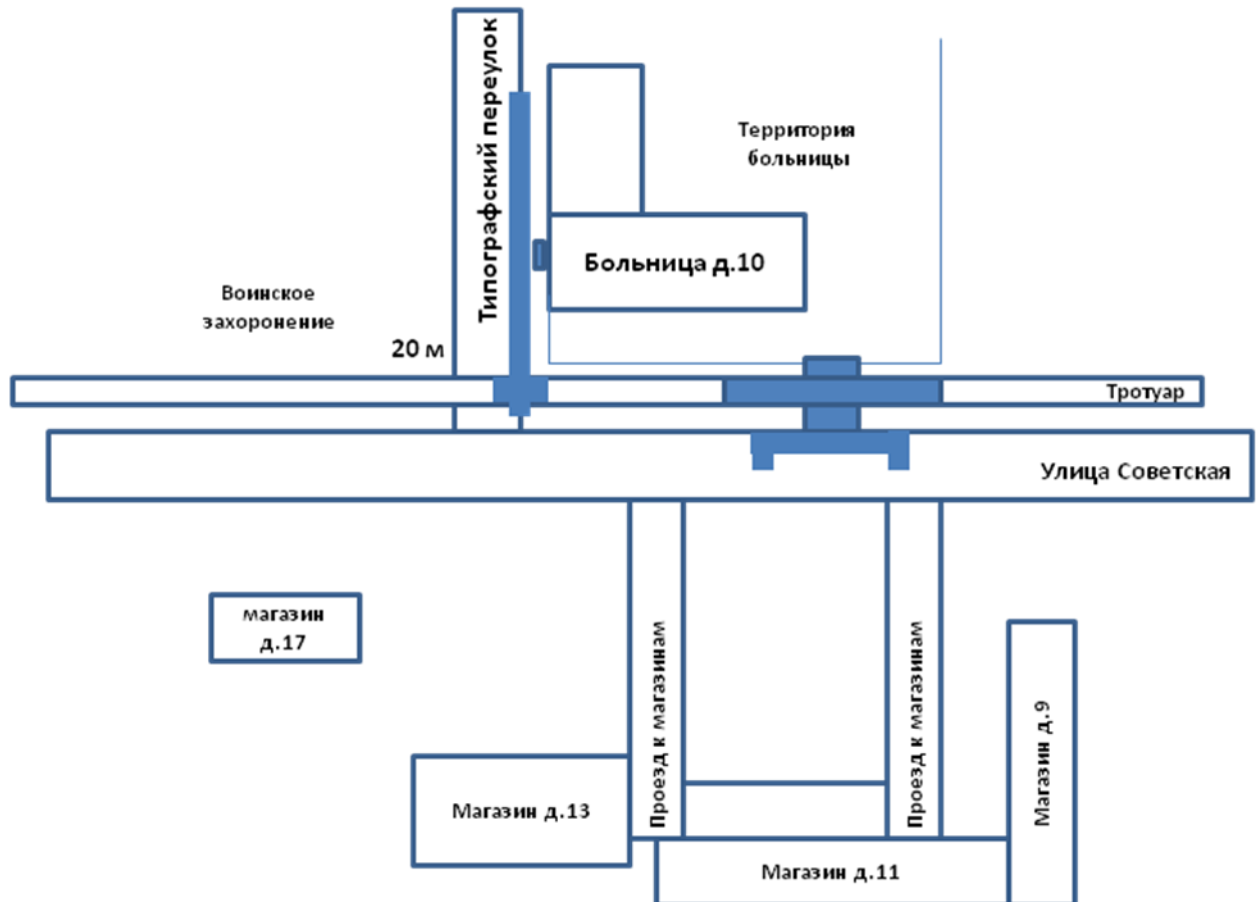 Типографский переулок
Территория
больницы
Больница д.10
Воинское
захоронение
20 м
Тротуар
Улица Советская
магазин
д.17
Проезд к магазинам
Проезд к магазинам
Магазин д.9
Магазин д.13
Магазин д.11